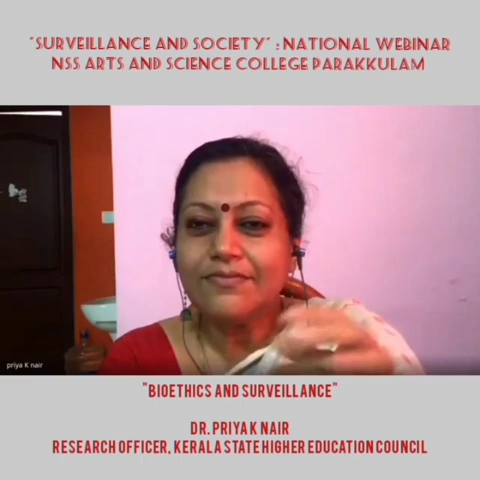 "SURVEILLANCE AND SOCIETY" : NATIONAL WEBINAR
NSS ARTS AND SCIENCE COLLEGE PARAKKULAM
priya K nair
"BIOETHICS AND SURVEILLANCE"
DR. PRIYA K NAIR
RESEARCH OFFICER, KERALA STATE HIGHER EDUCATION COUNCIL